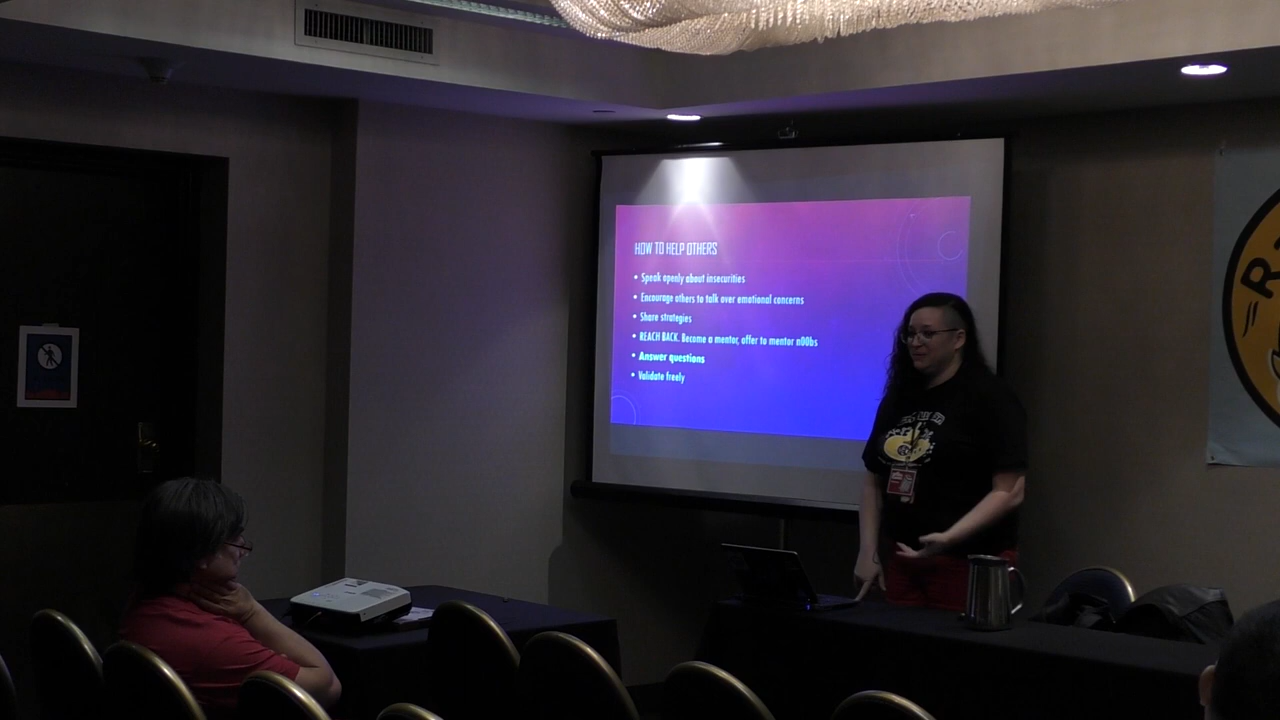 HOW TO HELP OTHERS
• Speak openly about insecurities
• Encourage others to talk over emotional concerns
• Share strategies
• REACH BACK. Become a mentor, offer to mentor n00bs
• Answer questions
• Validate freely